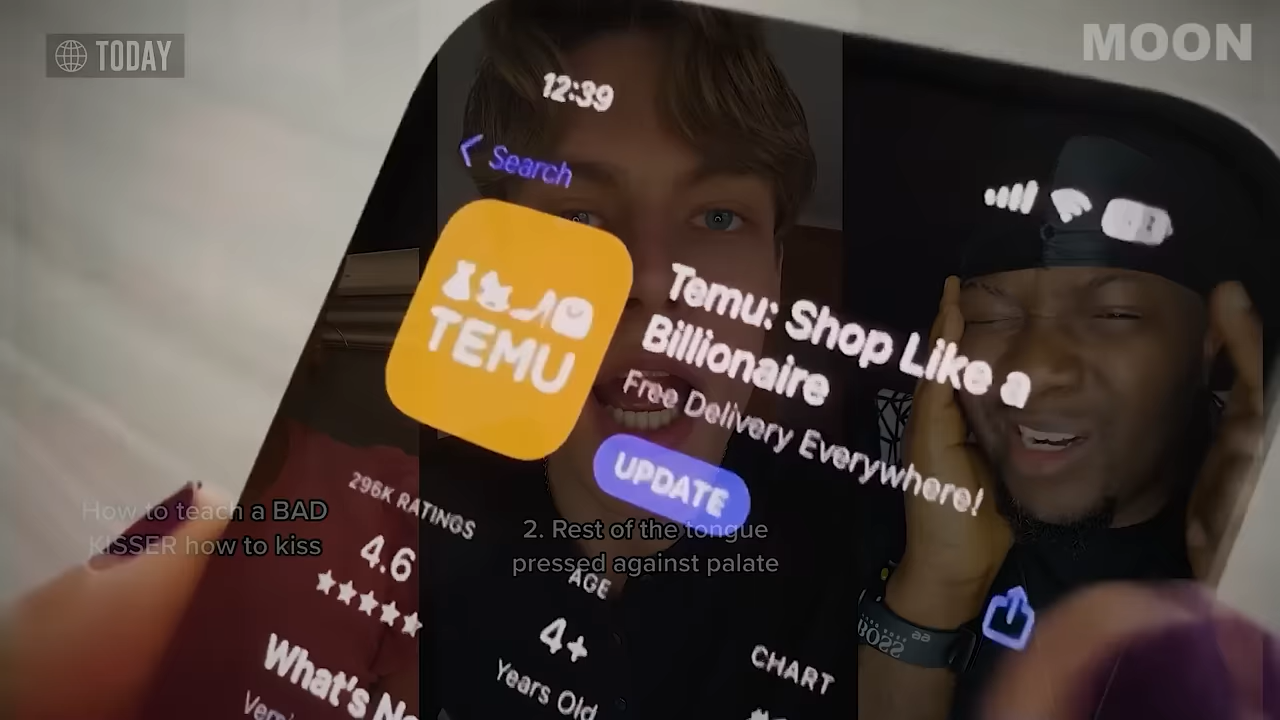 TODAY
MOON
12:39
Search
TEMU
Temu: Shop Like a
Billionaire
Free Delivery Everywhere!
UPDATE
296K RATINGS
4.6
AGE
4+
Years Old
CHART
What's
How to teach a BAD
KISSER how to kiss
2. Rest of the tongue
pressed against palate
BOSS